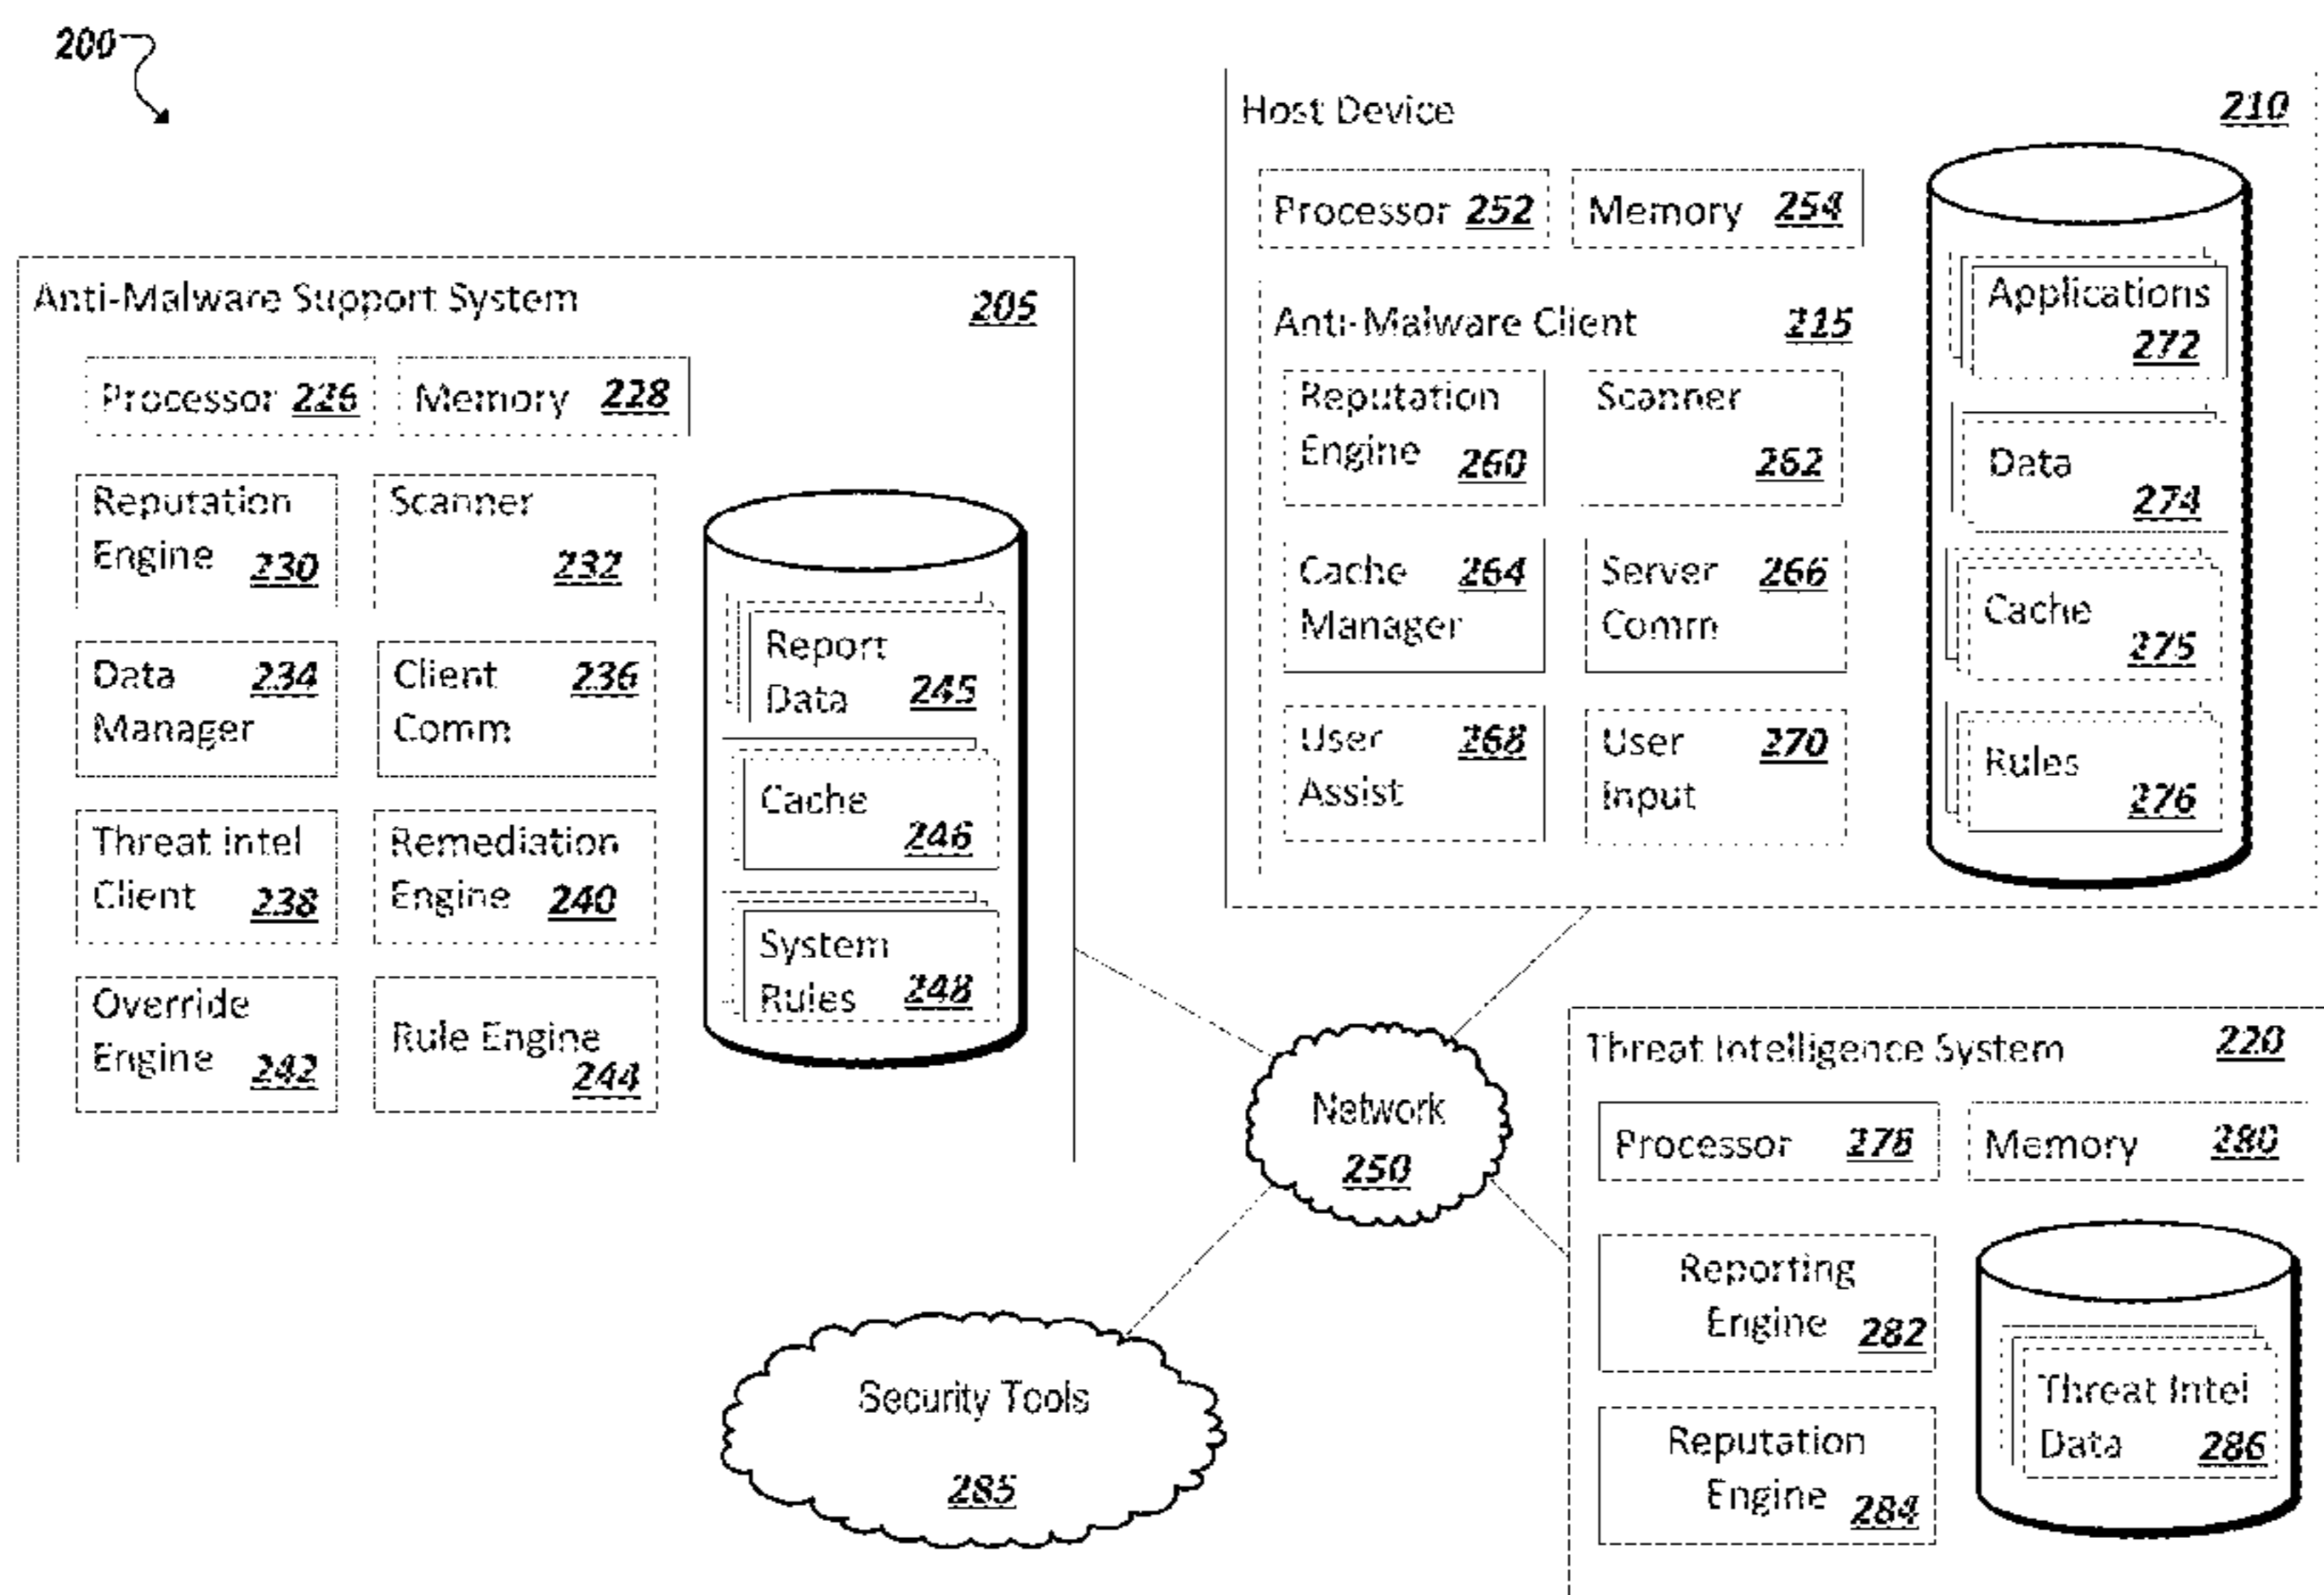 200
Host Device 210
Processor 252 Memory 254
Anti-Malware Client 215
Reputation
Engine 260
Scanner
262
Cache 264
Manager
Server 266
Comm
User 268
Assist
User 270
Input
Applications
272
Data
274
Cache
275
Rules
276
Anti-Malware Support System 205
Processor 226 Memory 228
Reputation
Engine 230
Scanner
232
Data 234
Manager
Client 236
Comm
Threat Intel
Client 238
Remediation
Engine 240
Override
Engine 242
Rule Engine
244
Report
Data 245
Cache
246
System
Rules 248
Network
250
Security Tools
285
Threat Intelligence System 220
Processor 278 Memory 280
Reporting
Engine 282
Reputation
Engine 284
Threat Intel
Data 286